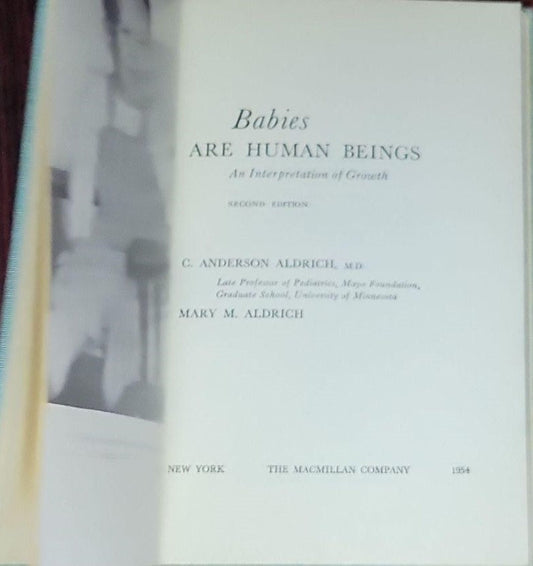 Babies
ARE HUMAN BEINGS
An Interpretation of Growth
SECOND EDITION
C. ANDERSON ALDRICH, M.D.
Late Professor of Pediatrics, Mayo Foundation,
Graduate School, University of Minnesota
MARY M. ALDRICH
NEW YORK THE MACMILLAN COMPANY 1954